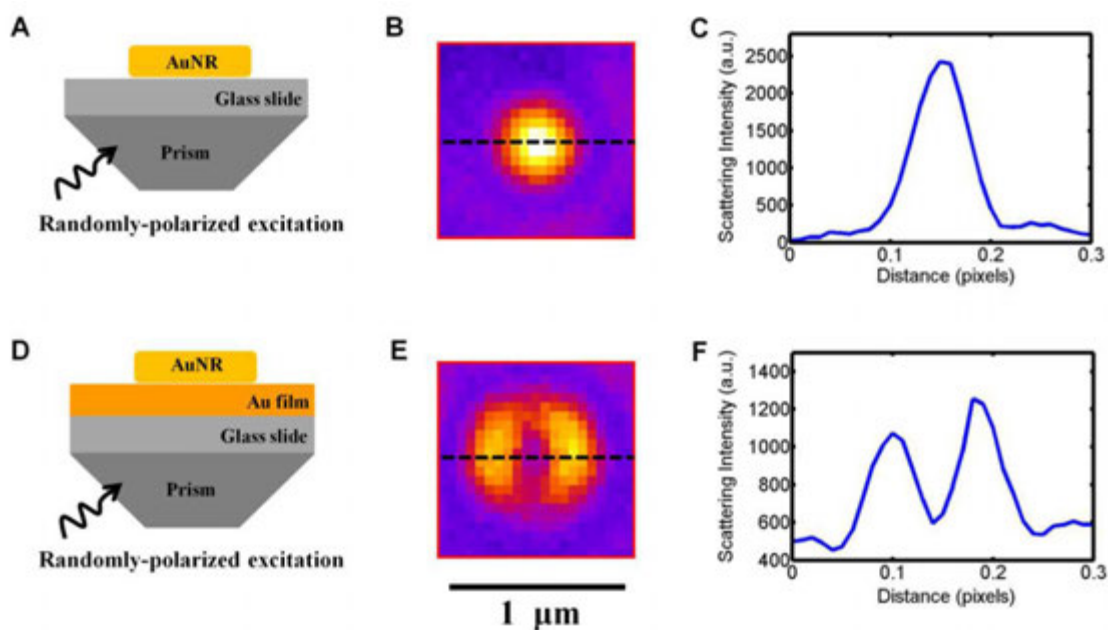 A
AuNR
Glass slide
Prism
Randomly-polarized excitation
B
C
Scattering Intensity (a.u.)
2500
2000
1500
1000
500
0
0
0.1
0.2
0.3
Distance (pixels)
D
AuNR
Au film
Glass slide
Prism
Randomly-polarized excitation
E
1 μm
F
Scattering Intensity (a.u.)
1400
1200
1000
800
600
400
0
0.1
0.2
0.3
Distance (pixels)